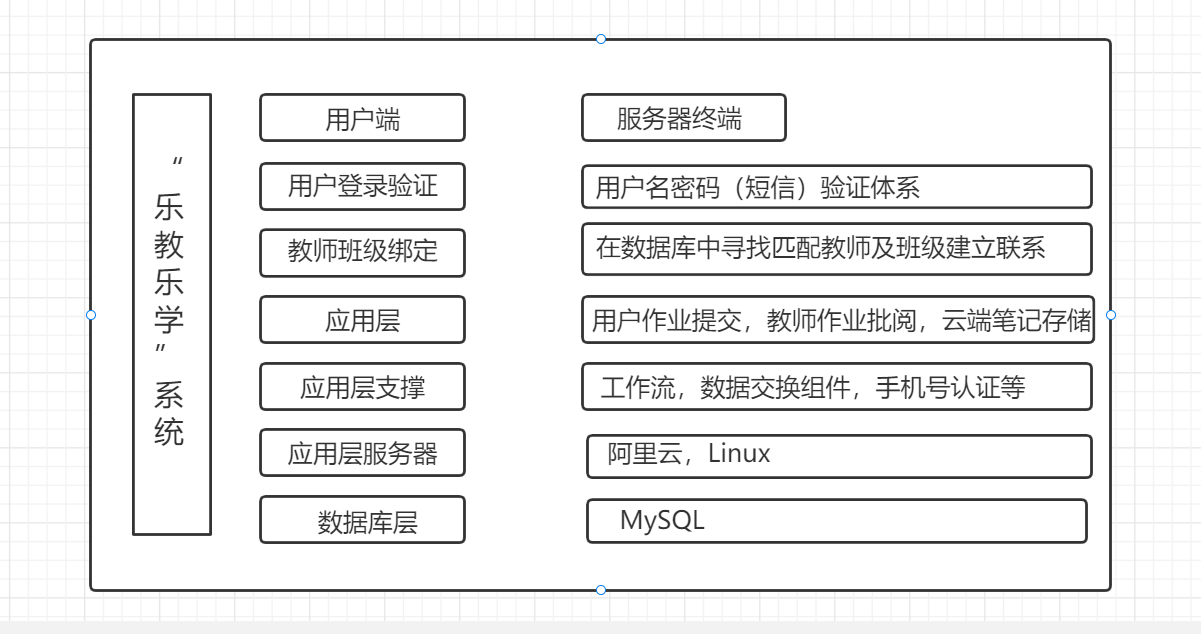 “乐教乐学”系统
用户端
服务器终端
用户登录验证
用户名密码（短信）验证体系
教师班级绑定
在数据库中寻找匹配教师及班级建立联系
应用层
用户作业提交，教师作业批阅，云端笔记存储
应用层支撑
工作流，数据交换组件，手机号认证等
应用层服务器
阿里云，Linux
数据库层
MySQL